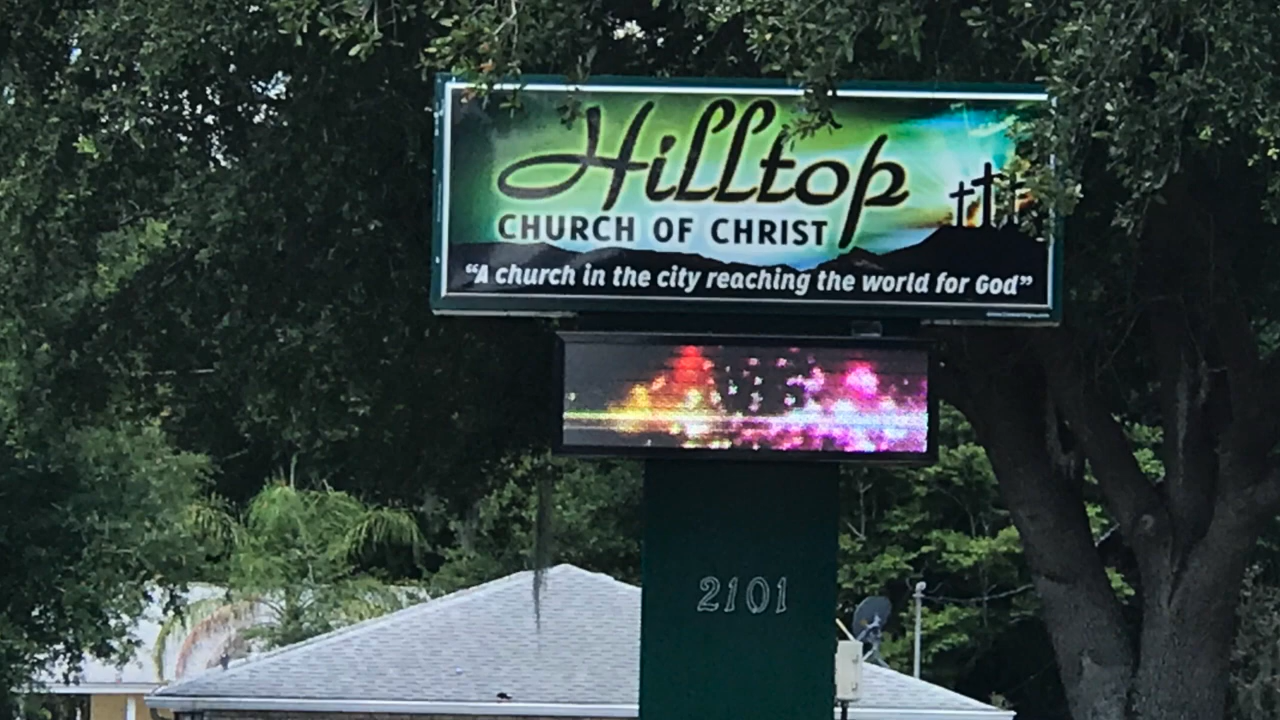 Hilltop
CHURCH OF CHRIST
“A church in the city reaching the world for God”
2101